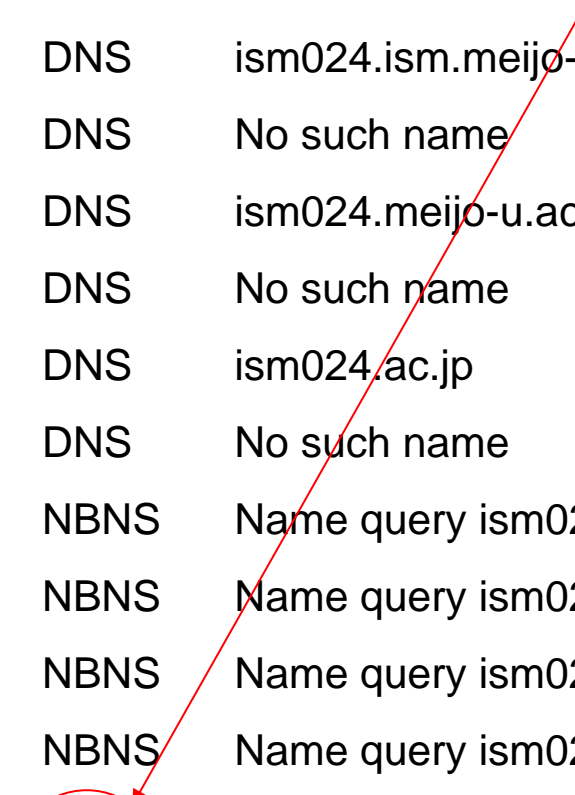 DNS ism024.ism.meijo-
DNS No such name
DNS ism024.meijo-u.ac
DNS No such name
DNS ism024.ac.jp
DNS No such name
NBNS Name query ism02
NBNS Name query ism02
NBNS Name query ism02
NBNS Name query ism02